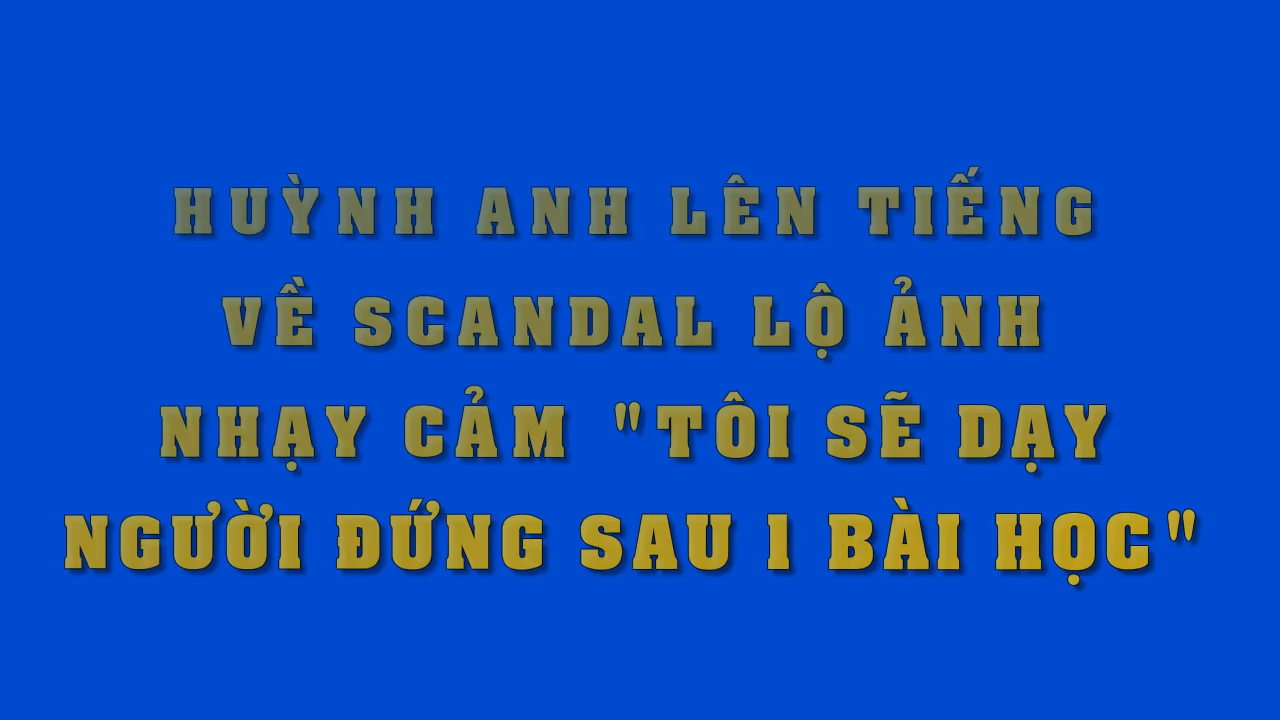 HUỲNH ANH LÊN TIẾNG
VỀ SCANDAL LỘ ẢNH
NHẠY CẢM "TÔI SẼ DẠY
NGƯỜI ĐỨNG SAU 1 BÀI HỌC"